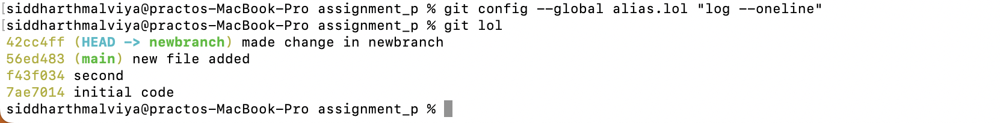 [siddharthmalviya@practos-MacBook-Pro assignment_p % git config --global alias.lol "log --oneline"
[siddharthmalviya@practos-MacBook-Pro assignment_p % git lol
42cc4ff (HEAD -> newbranch) made change in newbranch
56ed483 (main) new file added
f43f034 second
7ae7014 initial code
siddharthmalviya@practos-MacBook-Pro assignment_p %